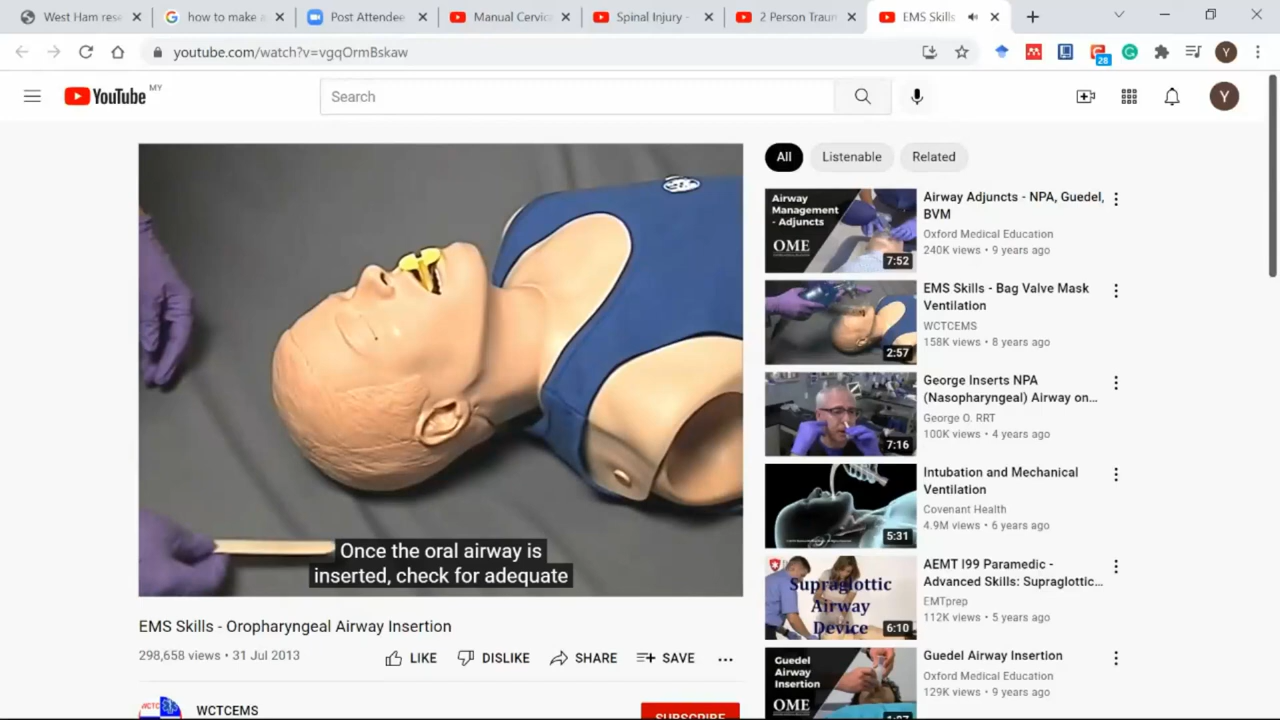 West Ham rese
how to make a
Post Attendee
Manual Cervic
Spinal Injury -
2 Person Traun
EMS Skills
youtube.com/watch?v=vgqOrmBskaw
28
Y
YouTube MY
Search
Y
All
Listenable
Related
Airway
Management
- Adjuncts
OME
7:52
Airway Adjuncts - NPA, Guedel,
BVM
Oxford Medical Education
240K views • 9 years ago
2:57
EMS Skills - Bag Valve Mask
Ventilation
WCTCEMS
158K views • 8 years ago
7:16
George Inserts NPA
(Nasopharyngeal) Airway on...
George O. RRT
100K views • 4 years ago
5:31
Intubation and Mechanical
Ventilation
Covenant Health
4.9M views • 6 years ago
Supraglottic
Airway
Device
6:10
AEMT I99 Paramedic -
Advanced Skills: Supraglottic...
EMTprep
112K views • 5 years ago
Guedel
Airway
Insertion
OME
Guedel Airway Insertion
Oxford Medical Education
129K views • 9 years ago
Once the oral airway is
inserted, check for adequate
EMS Skills - Oropharyngeal Airway Insertion
298,658 views • 31 Jul 2013
LIKE
DISLIKE
SHARE
SAVE
WCTCEMS
SUBSCRIBE